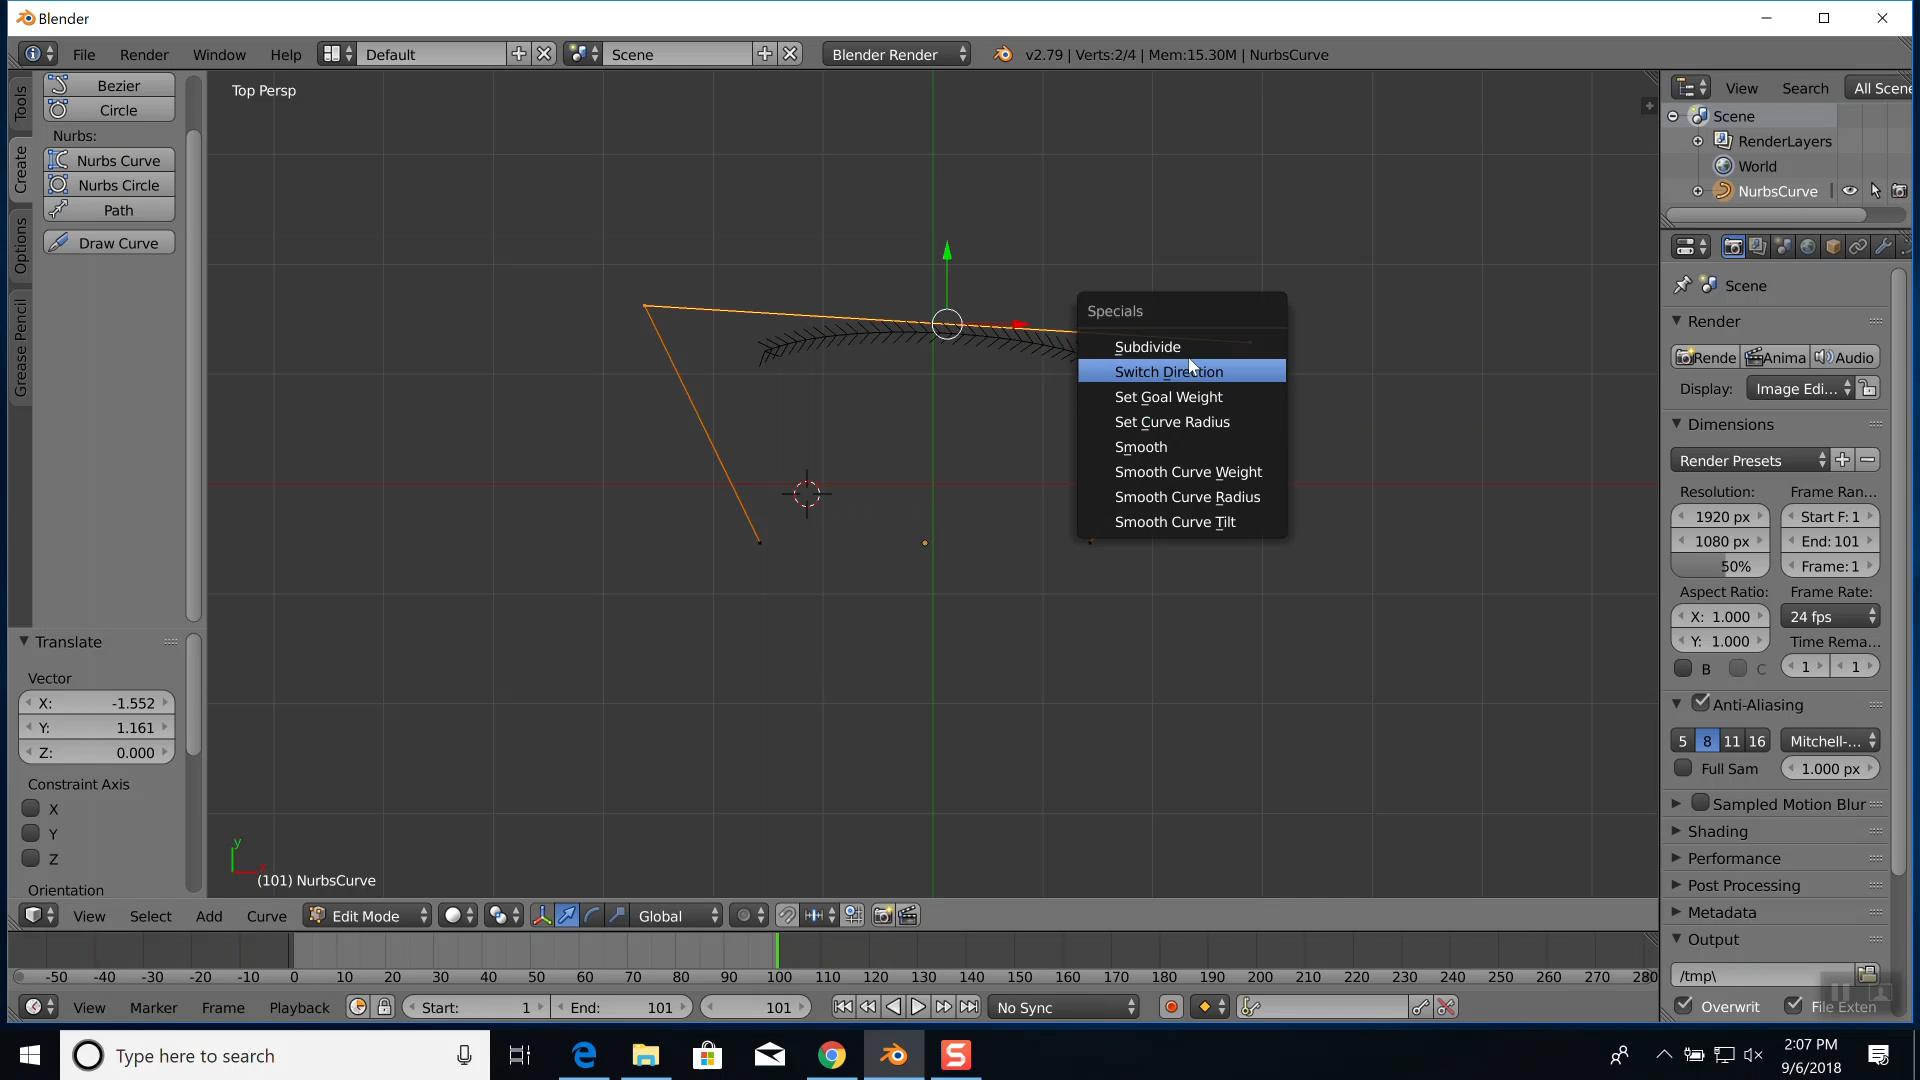 Blender
File Render Window Help Default Scene Blender Render v2.79 | Verts:2/4 | Mem:15.30M | NurbsCurve
Tools
Create
Options
Grease Pencil
Bezier
Circle
Nurbs:
Nurbs Curve
Nurbs Circle
Path
Draw Curve
Translate
Vector
X: -1.552
Y: 1.161
Z: 0.000
Constraint Axis
X
Y
Z
Orientation
Top Persp
Specials
Subdivide
Switch Direction
Set Goal Weight
Set Curve Radius
Smooth
Smooth Curve Weight
Smooth Curve Radius
Smooth Curve Tilt
y
x
(101) NurbsCurve
View Select Add Curve Edit Mode Global
-50 -40 -30 -20 -10 0 10 20 30 40 50 60 70 80 90 100 110 120 130 140 150 160 170 180 190 200 210 220 230 240 250 260 270 280
View Marker Frame Playback Start: 1 End: 101 101 No Sync
View Search All Scene
Scene
RenderLayers
World
NurbsCurve
Scene
Render
Rende Anima Audio
Display: Image Edi...
Dimensions
Render Presets
Resolution: Frame Ran...
1920 px Start F: 1
1080 px End: 101
50% Frame: 1
Aspect Ratio: Frame Rate:
X: 1.000 24 fps
Y: 1.000 Time Rema...
B C 1 1
Anti-Aliasing
5 8 11 16 Mitchell-...
Full Sam 1.000 px
Sampled Motion Blur
Shading
Performance
Post Processing
Metadata
Output
/tmp\
Overwrit File Exten
Type here to search
2:07 PM
9/6/2018